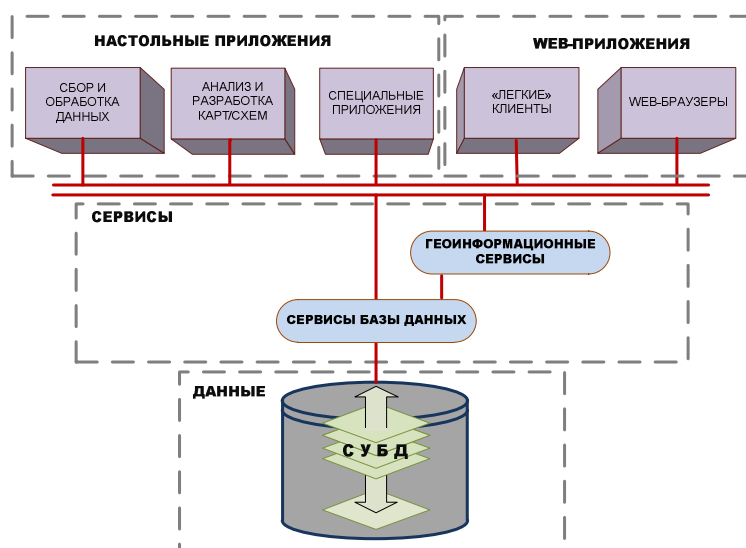 НАСТОЛЬНЫЕ ПРИЛОЖЕНИЯ
WEB-ПРИЛОЖЕНИЯ
СБОР И
ОБРАБОТКА
ДАННЫХ
АНАЛИЗ И
РАЗРАБОТКА
КАРТ/СХЕМ
СПЕЦИАЛЬНЫЕ
ПРИЛОЖЕНИЯ
«ЛЕГКИЕ»
КЛИЕНТЫ
WEB-БРАУЗЕРЫ
СЕРВИСЫ
ГЕОИНФОРМАЦИОННЫЕ
СЕРВИСЫ
СЕРВИСЫ БАЗЫ ДАННЫХ
ДАННЫЕ
С У Б Д